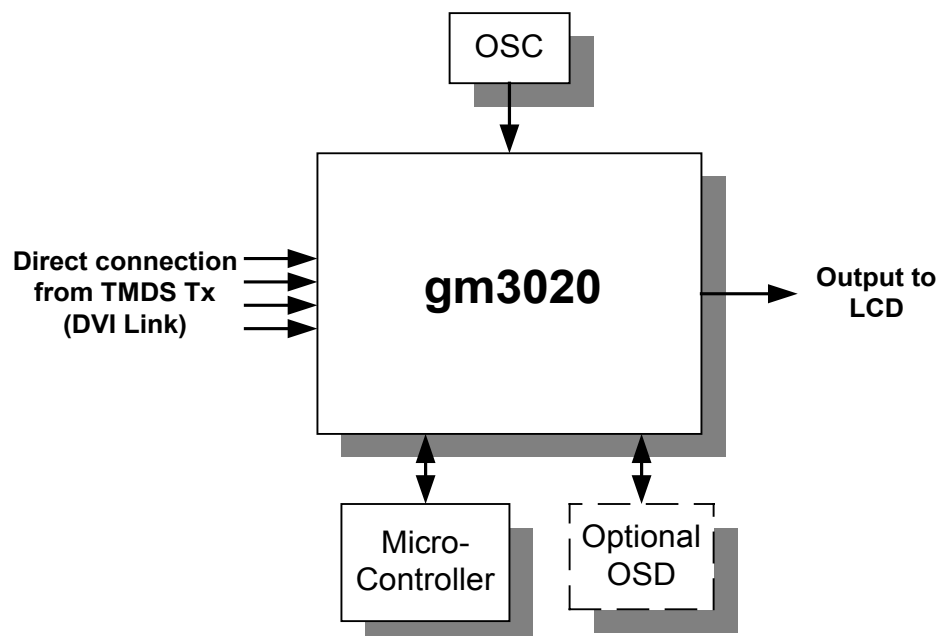 OSC
Direct connection
from TMDS Tx
(DVI Link)
gm3020
Output to
LCD
Micro-
Controller
Optional
OSD